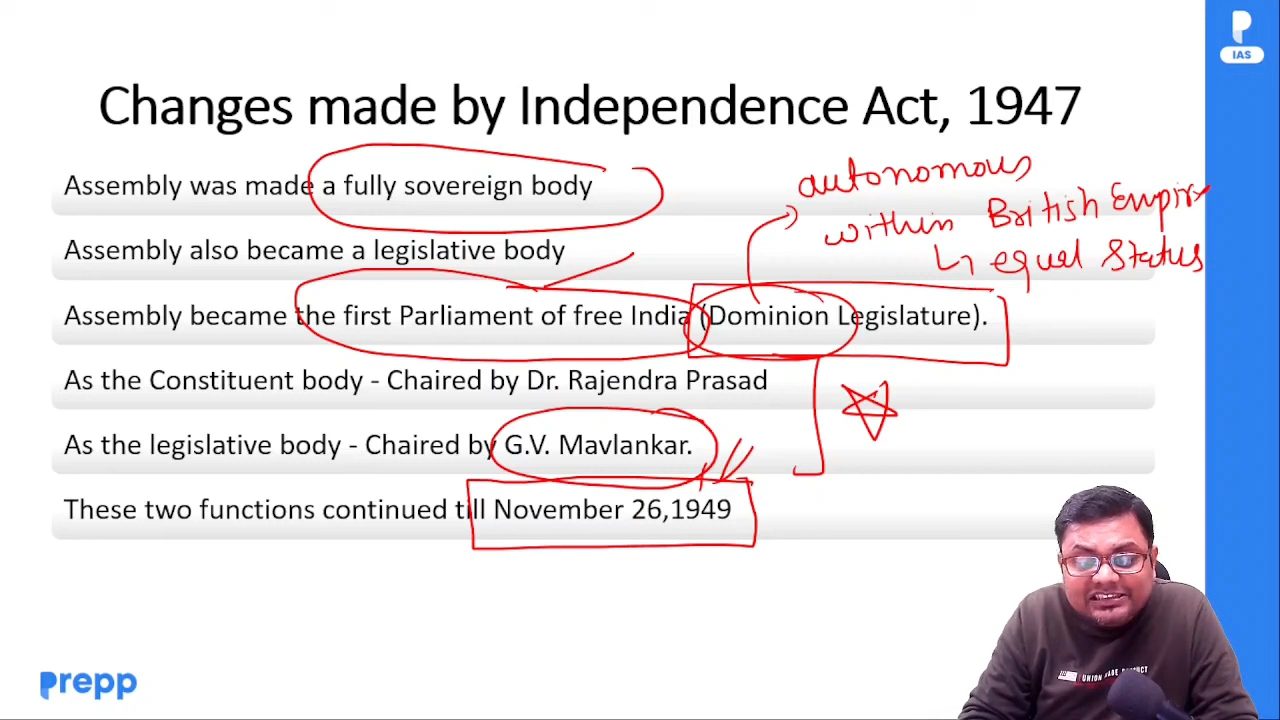 P
IAS
Changes made by Independence Act, 1947
Assembly was made a fully sovereign body
autonomous
within British Empire
equal Status
Assembly also became a legislative body
Assembly became the first Parliament of free India (Dominion Legislature).
As the Constituent body - Chaired by Dr. Rajendra Prasad
As the legislative body - Chaired by G.V. Mavlankar.
These two functions continued till November 26,1949
prepp